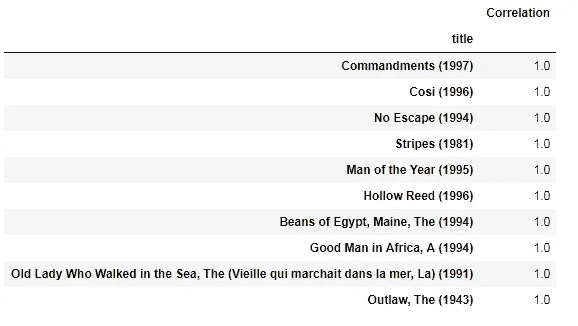 Correlation
title
Commandments (1997) 1.0
Cosi (1996) 1.0
No Escape (1994) 1.0
Stripes (1981) 1.0
Man of the Year (1995) 1.0
Hollow Reed (1996) 1.0
Beans of Egypt, Maine, The (1994) 1.0
Good Man in Africa, A (1994) 1.0
Old Lady Who Walked in the Sea, The (Vieille qui marchait dans la mer, La) (1991) 1.0
Outlaw, The (1943) 1.0